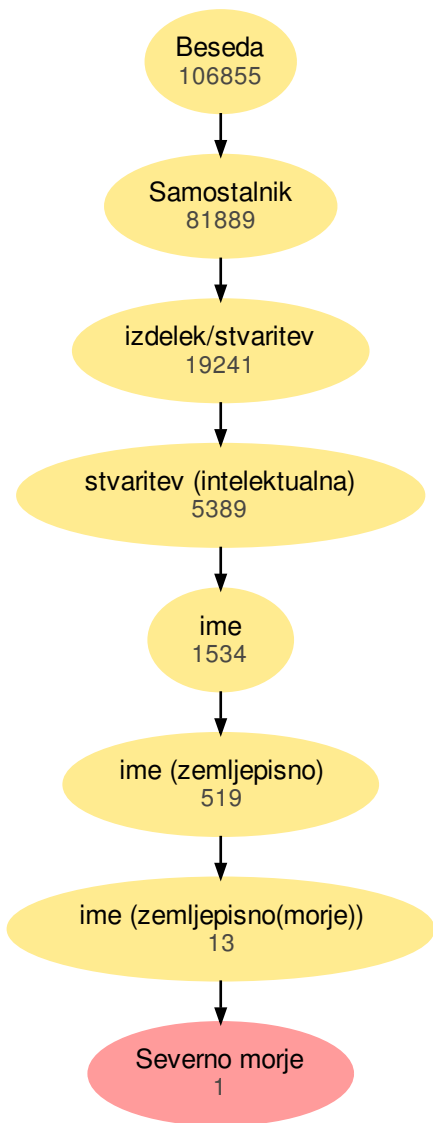 Beseda
106855
Samostalnik
81889
izdelek/stvaritev
19241
stvaritev (intelektualna)
5389
ime
1534
ime (zemljepisno)
519
ime (zemljepisno(morje))
13
Severno morje
1